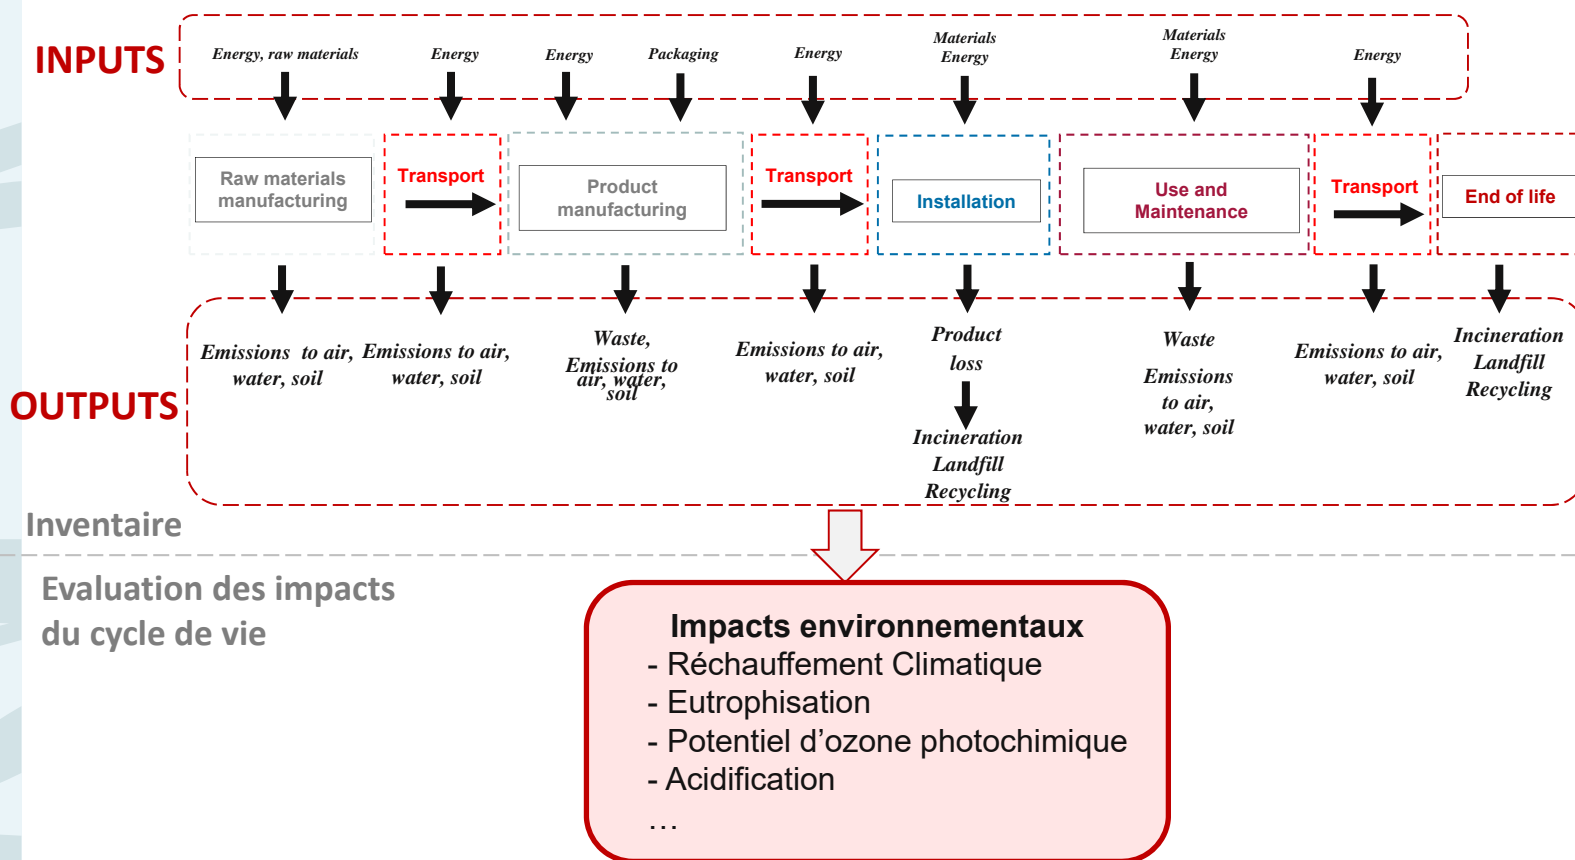 INPUTS
Energy, raw materials
Energy
Energy
Packaging
Energy
Materials
Energy
Materials
Energy
Energy
Raw materials
manufacturing
Transport
Product
manufacturing
Transport
Installation
Use and
Maintenance
Transport
End of life
OUTPUTS
Emissions to air,
water, soil
Emissions to air,
water, soil
Waste,
Emissions to
air, water,
soil
Emissions to air,
water, soil
Product
loss
Incineration
Landfill
Recycling
Waste
Emissions
to air,
water, soil
Emissions to air,
water, soil
Incineration
Landfill
Recycling
Inventaire
Evaluation des impacts
du cycle de vie
Impacts environnementaux
- Réchauffement Climatique
- Eutrophisation
- Potentiel d’ozone photochimique
- Acidification
…